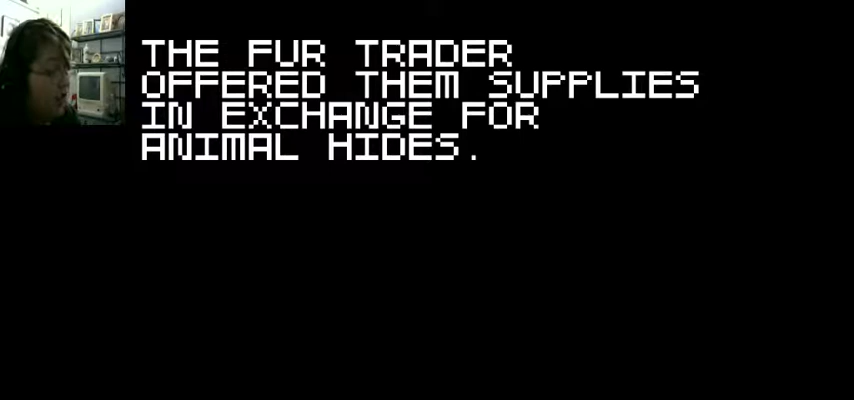 THE FUR TRADER
OFFERED THEM SUPPLIES
IN EXCHANGE FOR
ANIMAL HIDES.